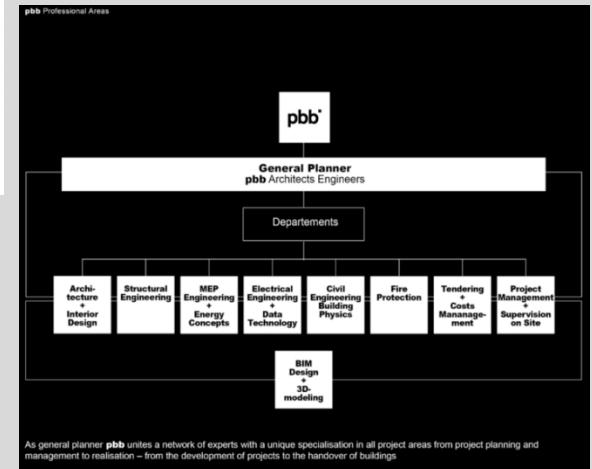 pbb Professional Areas
pbb
General Planner
pbb Architects Engineers
Departements
Archi-
tecture
+
Interior
Design
Structural
Engineering
MEP
Engineering
+
Energy
Concepts
Electrical
Engineering
+
Data
Technology
Civil
Engineering
Building
Physics
Fire
Protection
Tendering
+
Costs
Mananage-
ment
Project
Management
+
Supervision
on Site
BIM
Design
+
3D-
modeling
As general planner pbb unites a network of experts with a unique specialisation in all project areas from project planning and
management to realisation – from the development of projects to the handover of buildings